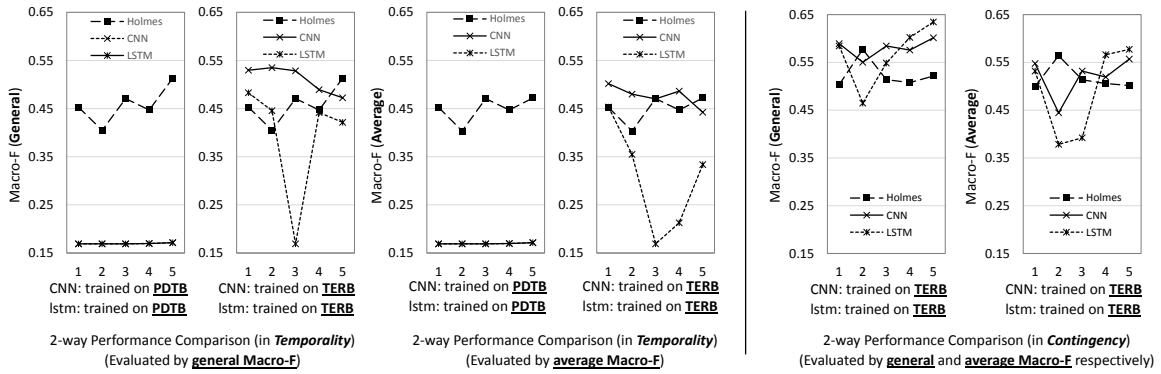 Macro-F (General)
0.65
0.55
0.45
0.35
0.25
0.15
Holmes
CNN
LSTM
1 2 3 4 5
CNN: trained on PDTB
lstm: trained on PDTB
0.65
0.55
0.45
0.35
0.25
0.15
Holmes
CNN
LSTM
1 2 3 4 5
CNN: trained on TERB
lstm: trained on TERB
2-way Performance Comparison (in Temporality)
(Evaluated by general Macro-F)
Macro-F (Average)
0.65
0.55
0.45
0.35
0.25
0.15
Holmes
CNN
LSTM
1 2 3 4 5
CNN: trained on PDTB
lstm: trained on PDTB
0.65
0.55
0.45
0.35
0.25
0.15
Holmes
CNN
LSTM
1 2 3 4 5
CNN: trained on TERB
lstm: trained on TERB
2-way Performance Comparison (in Temporality)
(Evaluated by average Macro-F)
Macro-F (General)
0.65
0.55
0.45
0.35
0.25
0.15
Holmes
CNN
LSTM
1 2 3 4 5
CNN: trained on TERB
lstm: trained on TERB
Macro-F (Average)
0.65
0.55
0.45
0.35
0.25
0.15
Holmes
CNN
LSTM
1 2 3 4 5
CNN: trained on TERB
lstm: trained on TERB
2-way Performance Comparison (in Contingency)
(Evaluated by general and average Macro-F respectively)